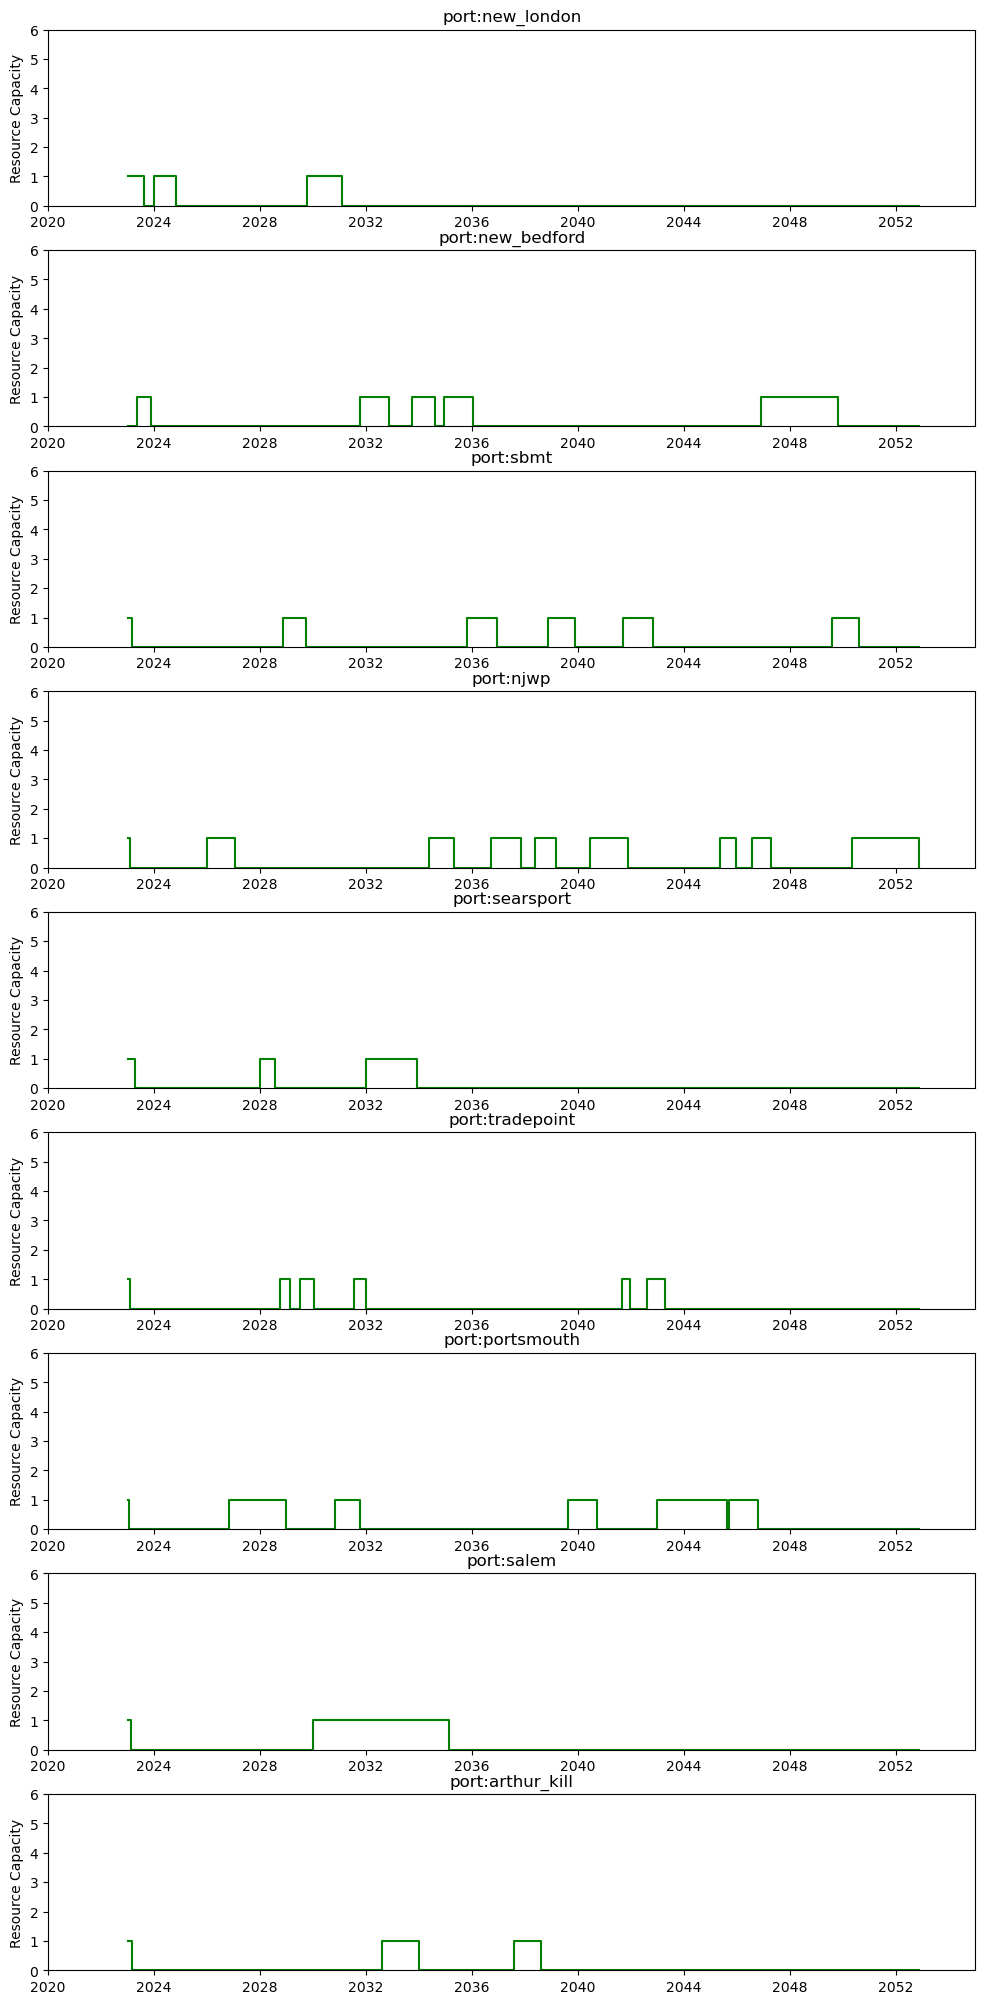 port:new_london
Resource Capacity
6
5
4
3
2
1
0
2020 2024 2028 2032 2036 2040 2044 2048 2052
port:new_bedford
Resource Capacity
6
5
4
3
2
1
0
2020 2024 2028 2032 2036 2040 2044 2048 2052
port:sbmt
Resource Capacity
6
5
4
3
2
1
0
2020 2024 2028 2032 2036 2040 2044 2048 2052
port:njwp
Resource Capacity
6
5
4
3
2
1
0
2020 2024 2028 2032 2036 2040 2044 2048 2052
port:searsport
Resource Capacity
6
5
4
3
2
1
0
2020 2024 2028 2032 2036 2040 2044 2048 2052
port:tradepoint
Resource Capacity
6
5
4
3
2
1
0
2020 2024 2028 2032 2036 2040 2044 2048 2052
port:portsmouth
Resource Capacity
6
5
4
3
2
1
0
2020 2024 2028 2032 2036 2040 2044 2048 2052
port:salem
Resource Capacity
6
5
4
3
2
1
0
2020 2024 2028 2032 2036 2040 2044 2048 2052
port:arthur_kill
Resource Capacity
6
5
4
3
2
1
0
2020 2024 2028 2032 2036 2040 2044 2048 2052